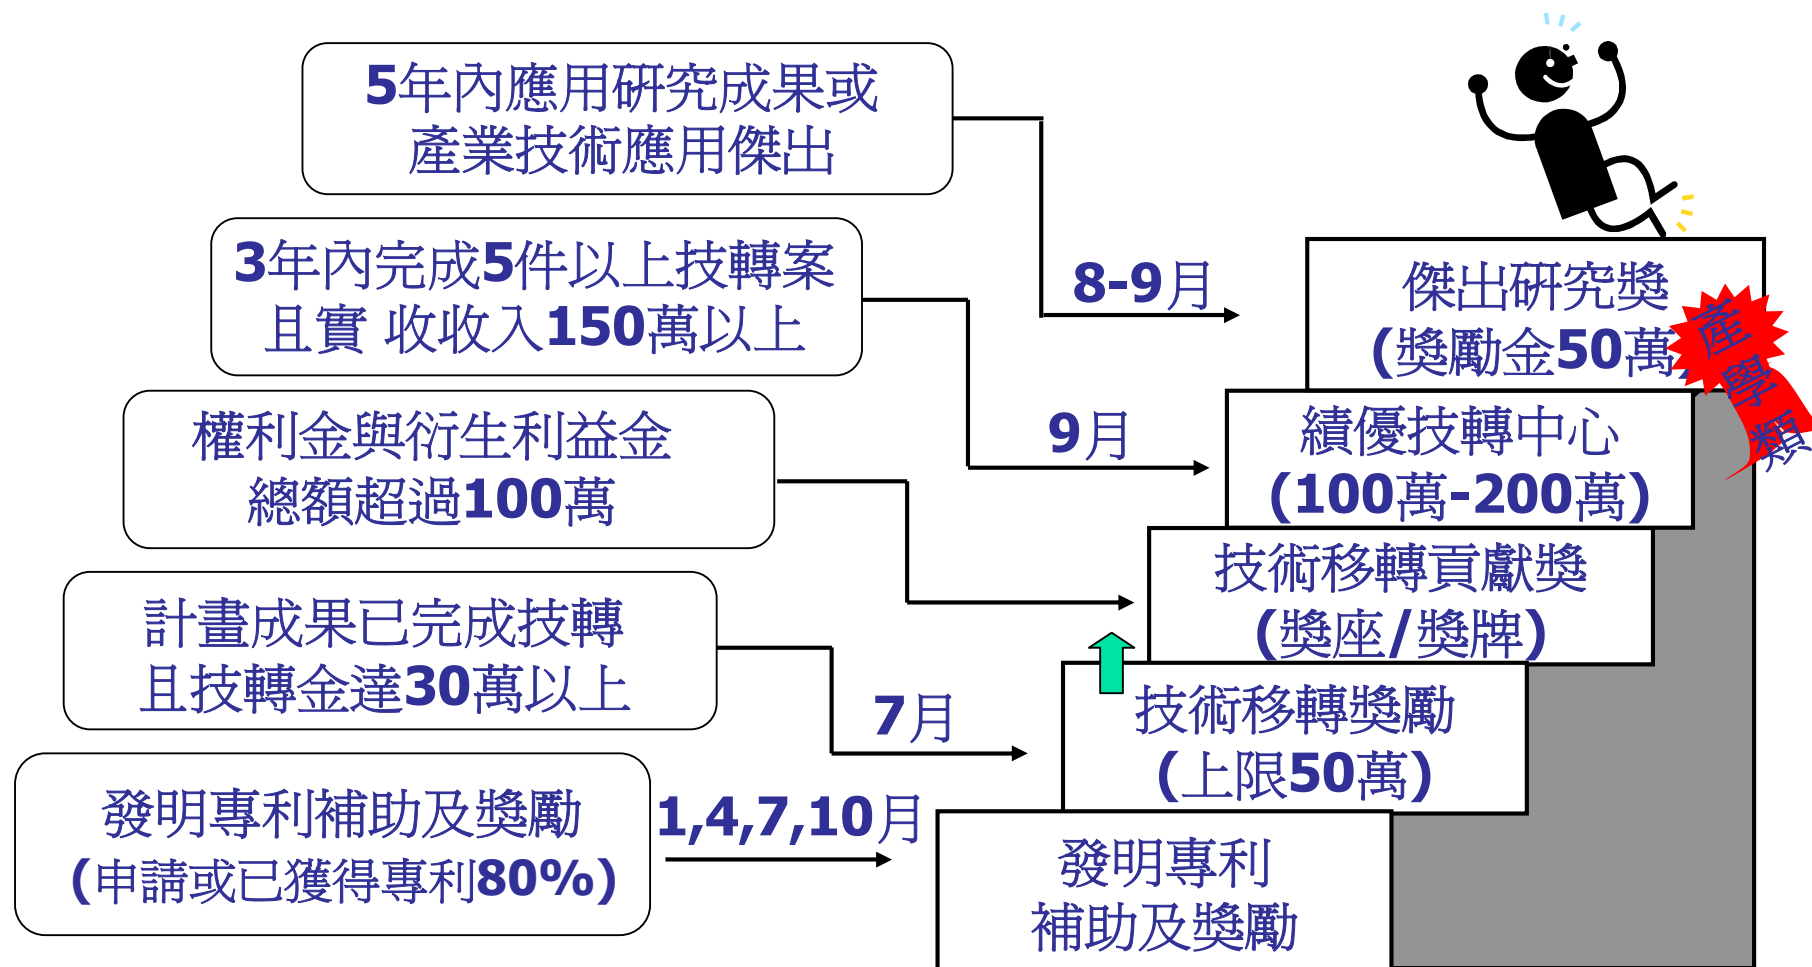 5年內應用研究成果或
產業技術應用傑出
8-9月
傑出研究獎
(獎勵金50萬
產
學
類
3年內完成5件以上技轉案
且實 收收入150萬以上
9月
績優技轉中心
(100萬-200萬)
權利金與衍生利益金
總額超過100萬
技術移轉貢獻獎
(獎座/獎牌)
計畫成果已完成技轉
且技轉金達30萬以上
7月
技術移轉獎勵
(上限50萬)
發明專利補助及獎勵
(申請或已獲得專利80%)
1,4,7,10月
發明專利
補助及獎勵